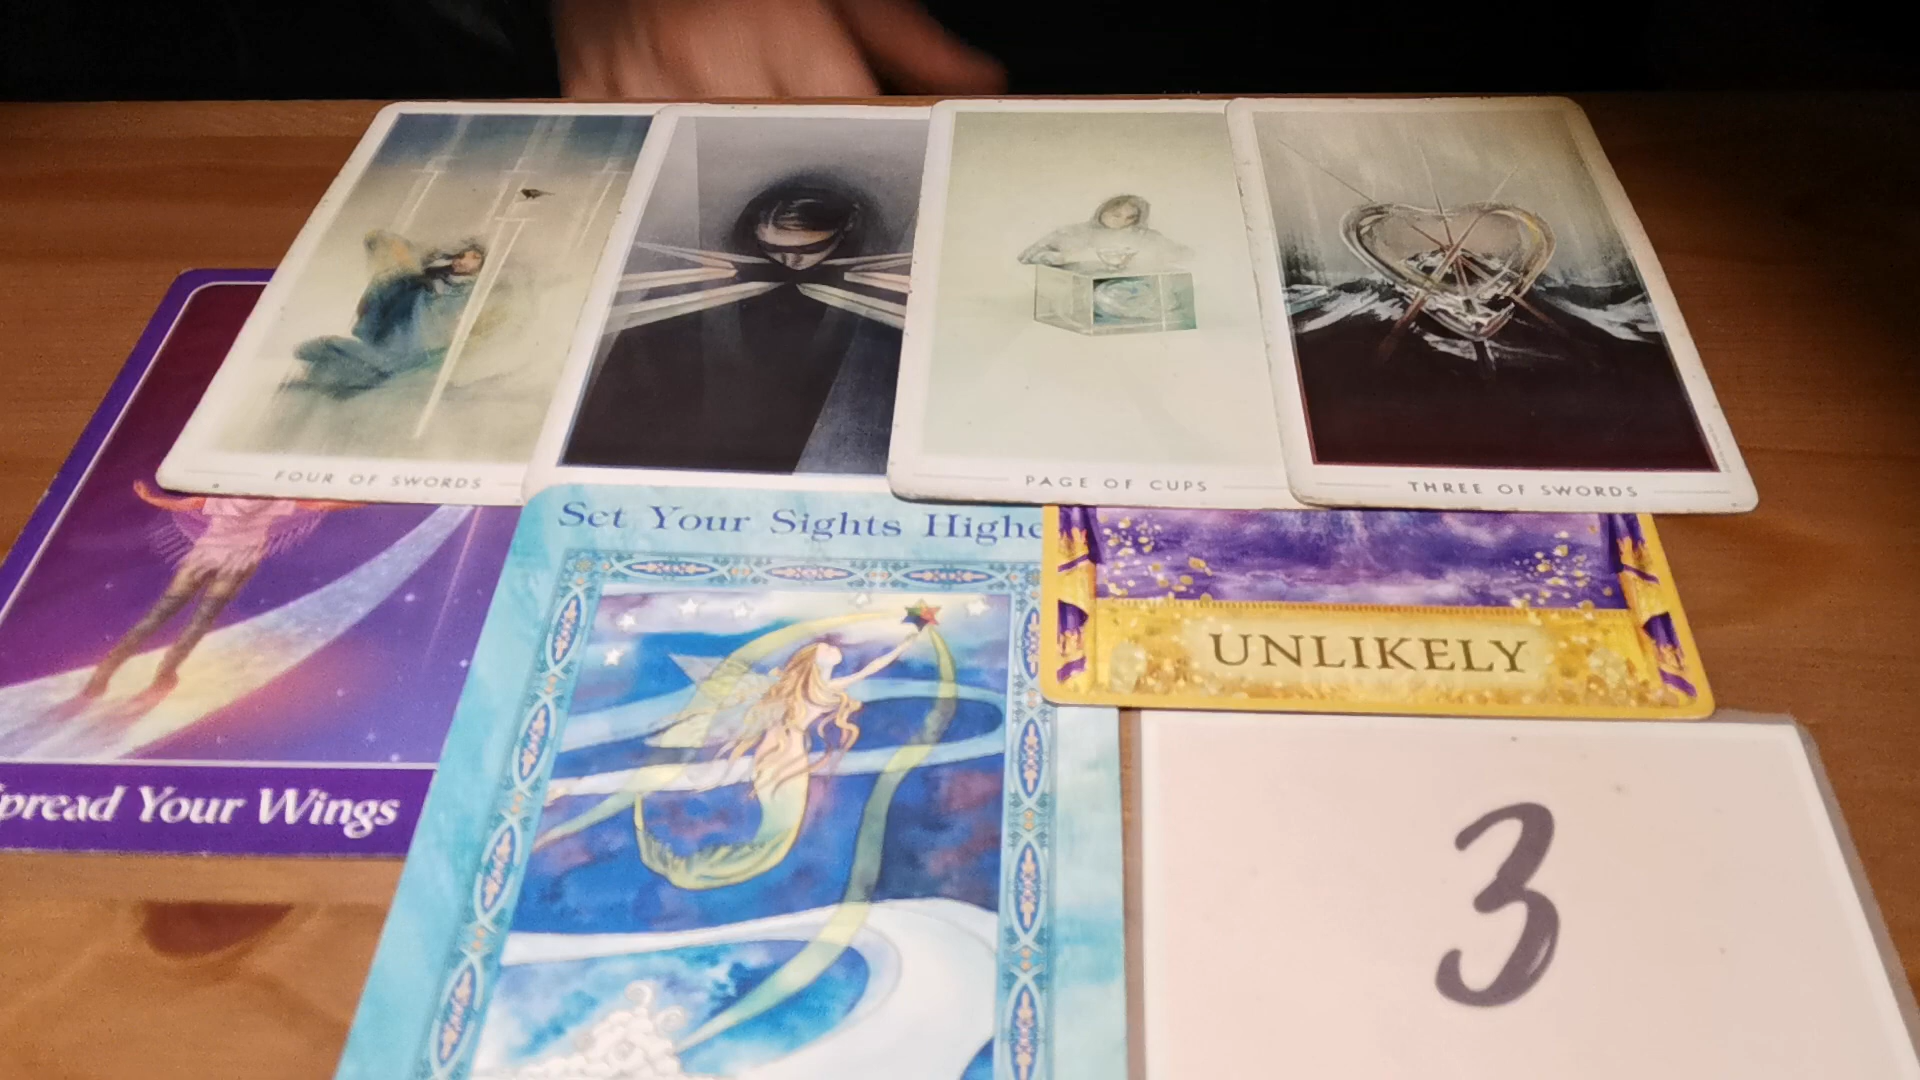 FOUR OF SWORDS
PAGE OF CUPS
THREE OF SWORDS
Set Your Sights Highe
UNLIKELY
pread Your Wings
3